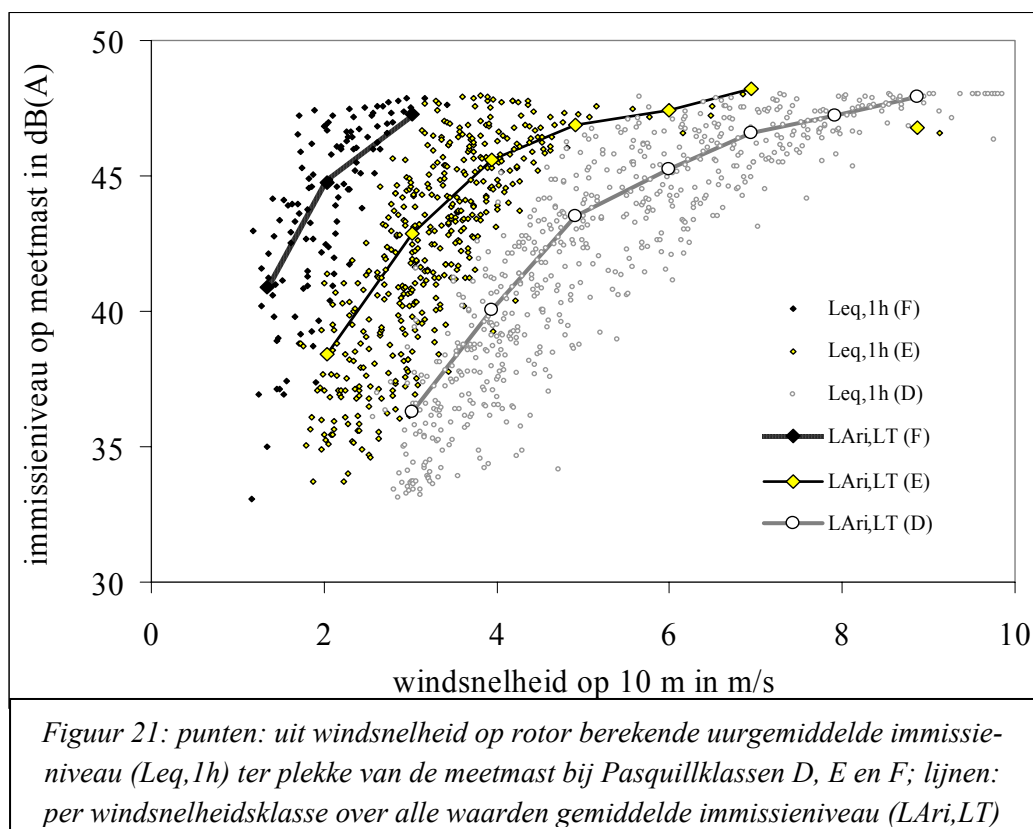 immissieniveau op meetmast in dB(A)
50
45
40
35
30
Leq,1h (F)
Leq,1h (E)
Leq,1h (D)
LAri,LT (F)
LAri,LT (E)
LAri,LT (D)
0 2 4 6 8 10
windsnelheid op 10 m in m/s
Figuur 21: punten: uit windsnelheid op rotor berekende uurgemiddelde immissie-
niveau (Leq,1h) ter plekke van de meetmast bij Pasquillklassen D, E en F; lijnen:
per windsnelheidsklasse over alle waarden gemiddelde immissieniveau (LAri,LT)